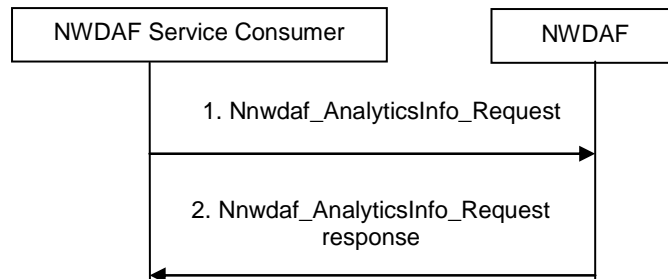 NWDAF Service Consumer
NWDAF
1. Nnwdaf_AnalyticsInfo_Request
2. Nnwdaf_AnalyticsInfo_Request
response